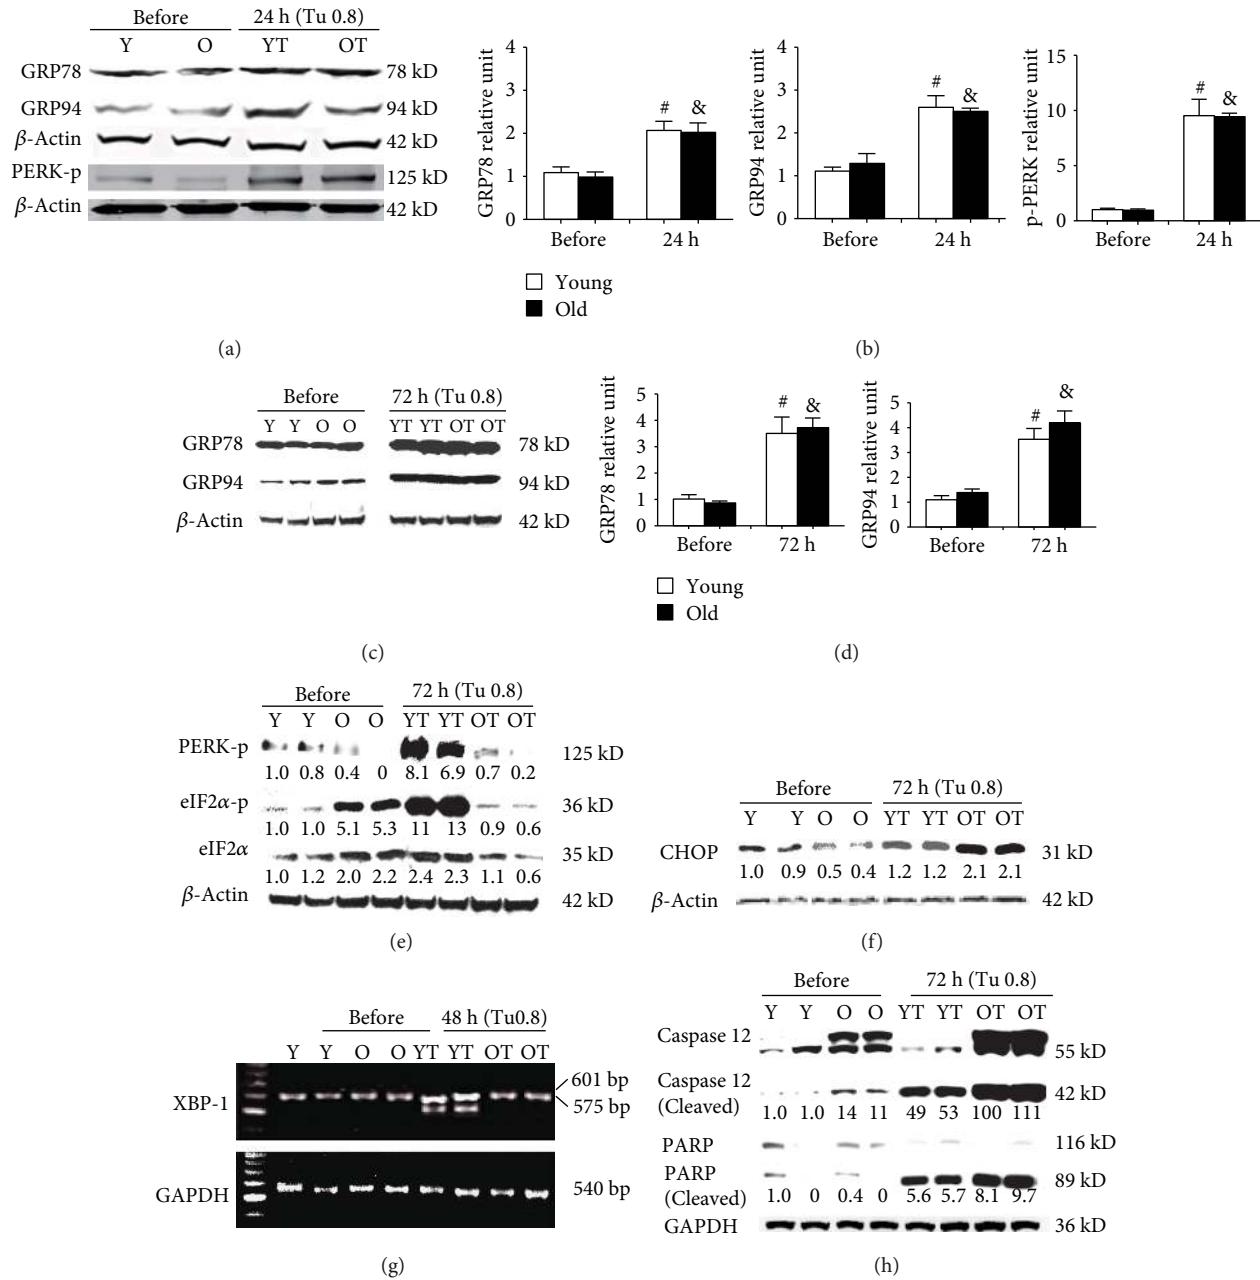 Before 24 h (Tu 0.8)
Y O YT OT
GRP78 78 kD
GRP94 94 kD
β-Actin 42 kD
PERK-p 125 kD
β-Actin 42 kD
(a)
GRP78 relative unit
4
3
2
1
0
# &
Before 24 h
GRP94 relative unit
4
3
2
1
0
# &
Before 24 h
p-PERK relative unit
15
10
5
0
# &
Before 24 h
Young
Old
(b)
Before 72 h (Tu 0.8)
Y Y O O YT YT OT OT
GRP78 78 kD
GRP94 94 kD
β-Actin 42 kD
(c)
GRP78 relative unit
5
4
3
2
1
0
# &
Before 72 h
GRP94 relative unit
5
4
3
2
1
0
# &
Before 72 h
Young
Old
(d)
Before 72 h (Tu 0.8)
Y Y O O YT YT OT OT
PERK-p 125 kD
1.0 0.8 0.4 0 8.1 6.9 0.7 0.2
eIF2α-p 36 kD
1.0 1.0 5.1 5.3 11 13 0.9 0.6
eIF2α 35 kD
1.0 1.2 2.0 2.2 2.4 2.3 1.1 0.6
β-Actin 42 kD
(e)
Before 72 h (Tu 0.8)
Y Y O O YT YT OT OT
CHOP 31 kD
1.0 0.9 0.5 0.4 1.2 1.2 2.1 2.1
β-Actin 42 kD
(f)
Before 48 h (Tu0.8)
Y Y O O YT YT OT OT
XBP-1
601 bp
575 bp
GAPDH 540 bp
(g)
Before 72 h (Tu 0.8)
Y Y O O YT YT OT OT
Caspase 12 55 kD
Caspase 12 42 kD
(Cleaved) 1.0 1.0 14 11 49 53 100 111
PARP 116 kD
PARP 89 kD
(Cleaved) 1.0 0 0.4 0 5.6 5.7 8.1 9.7
GAPDH 36 kD
(h)